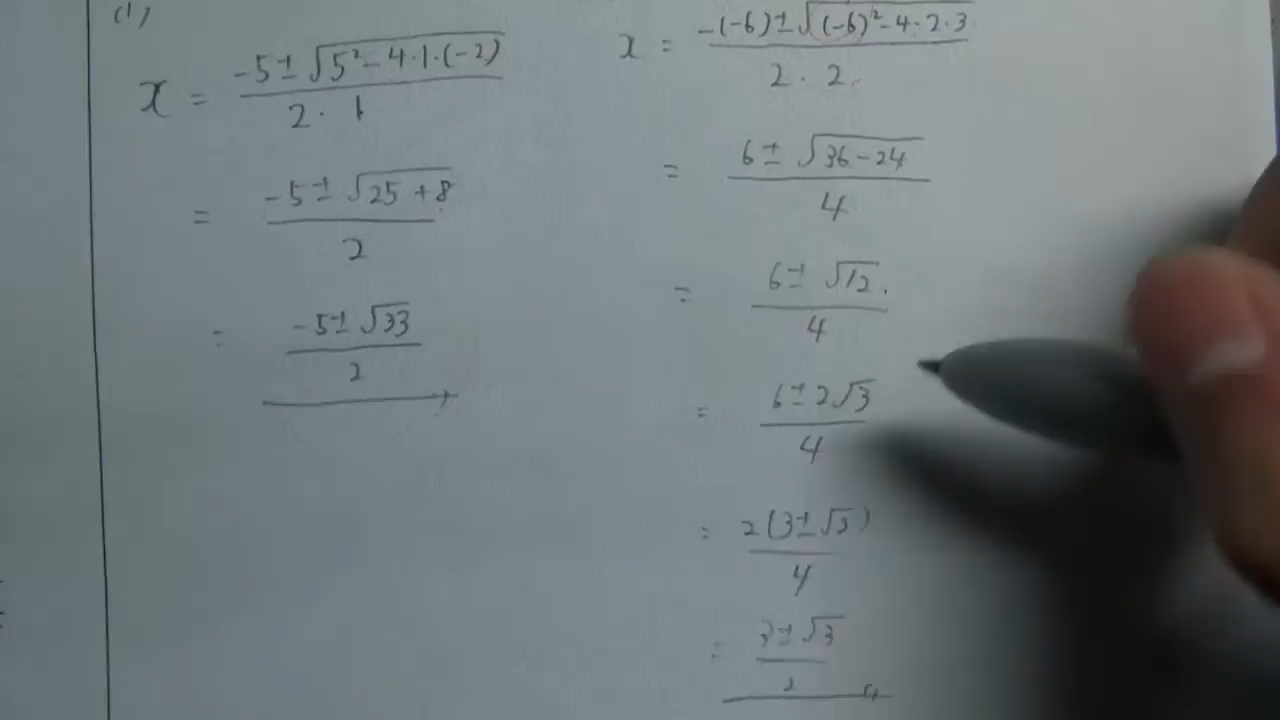 (1)
x = -5±√(5²-4·1·(-2)) / 2·1
= -5±√(25+8) / 2
= -5±√33 / 2
x = -(-6)±√((-6)²-4·2·3) / 2·2
= 6±√(36-24) / 4
= 6±√12 / 4
= 6±2√3 / 4
= 2(3±√3) / 4
= 3±√3 / 2